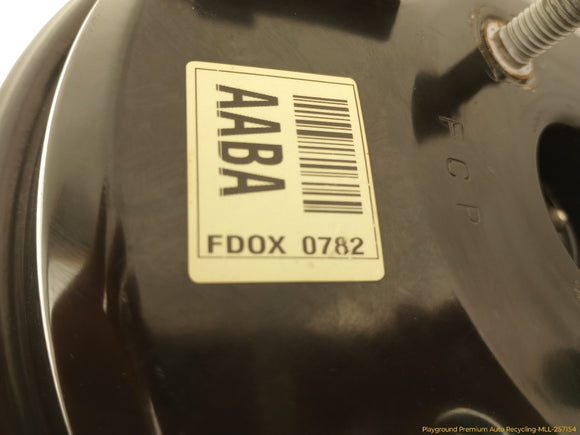 AABA
FDOX 0782
FCP
Playground Premium Auto Recycling-MLL-257154